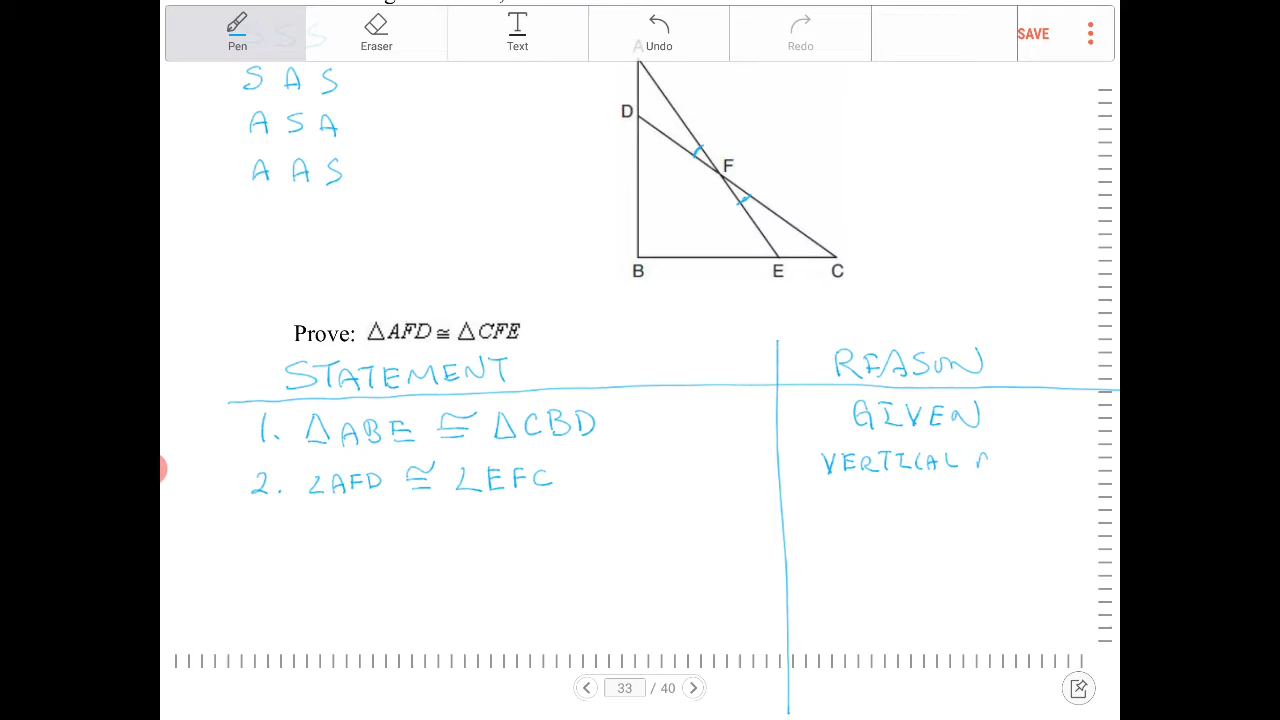 Pen
Eraser
Text
Undo
Redo
SAVE
S S S
S A S
A S A
A A S
A
D
F
B E C
Prove: △AFD ≅ △CFE
STATEMENT REASON
1. △ABE ≅ △CBD GIVEN
2. ∠AFD ≅ ∠EFC VERTICAL
33 / 40